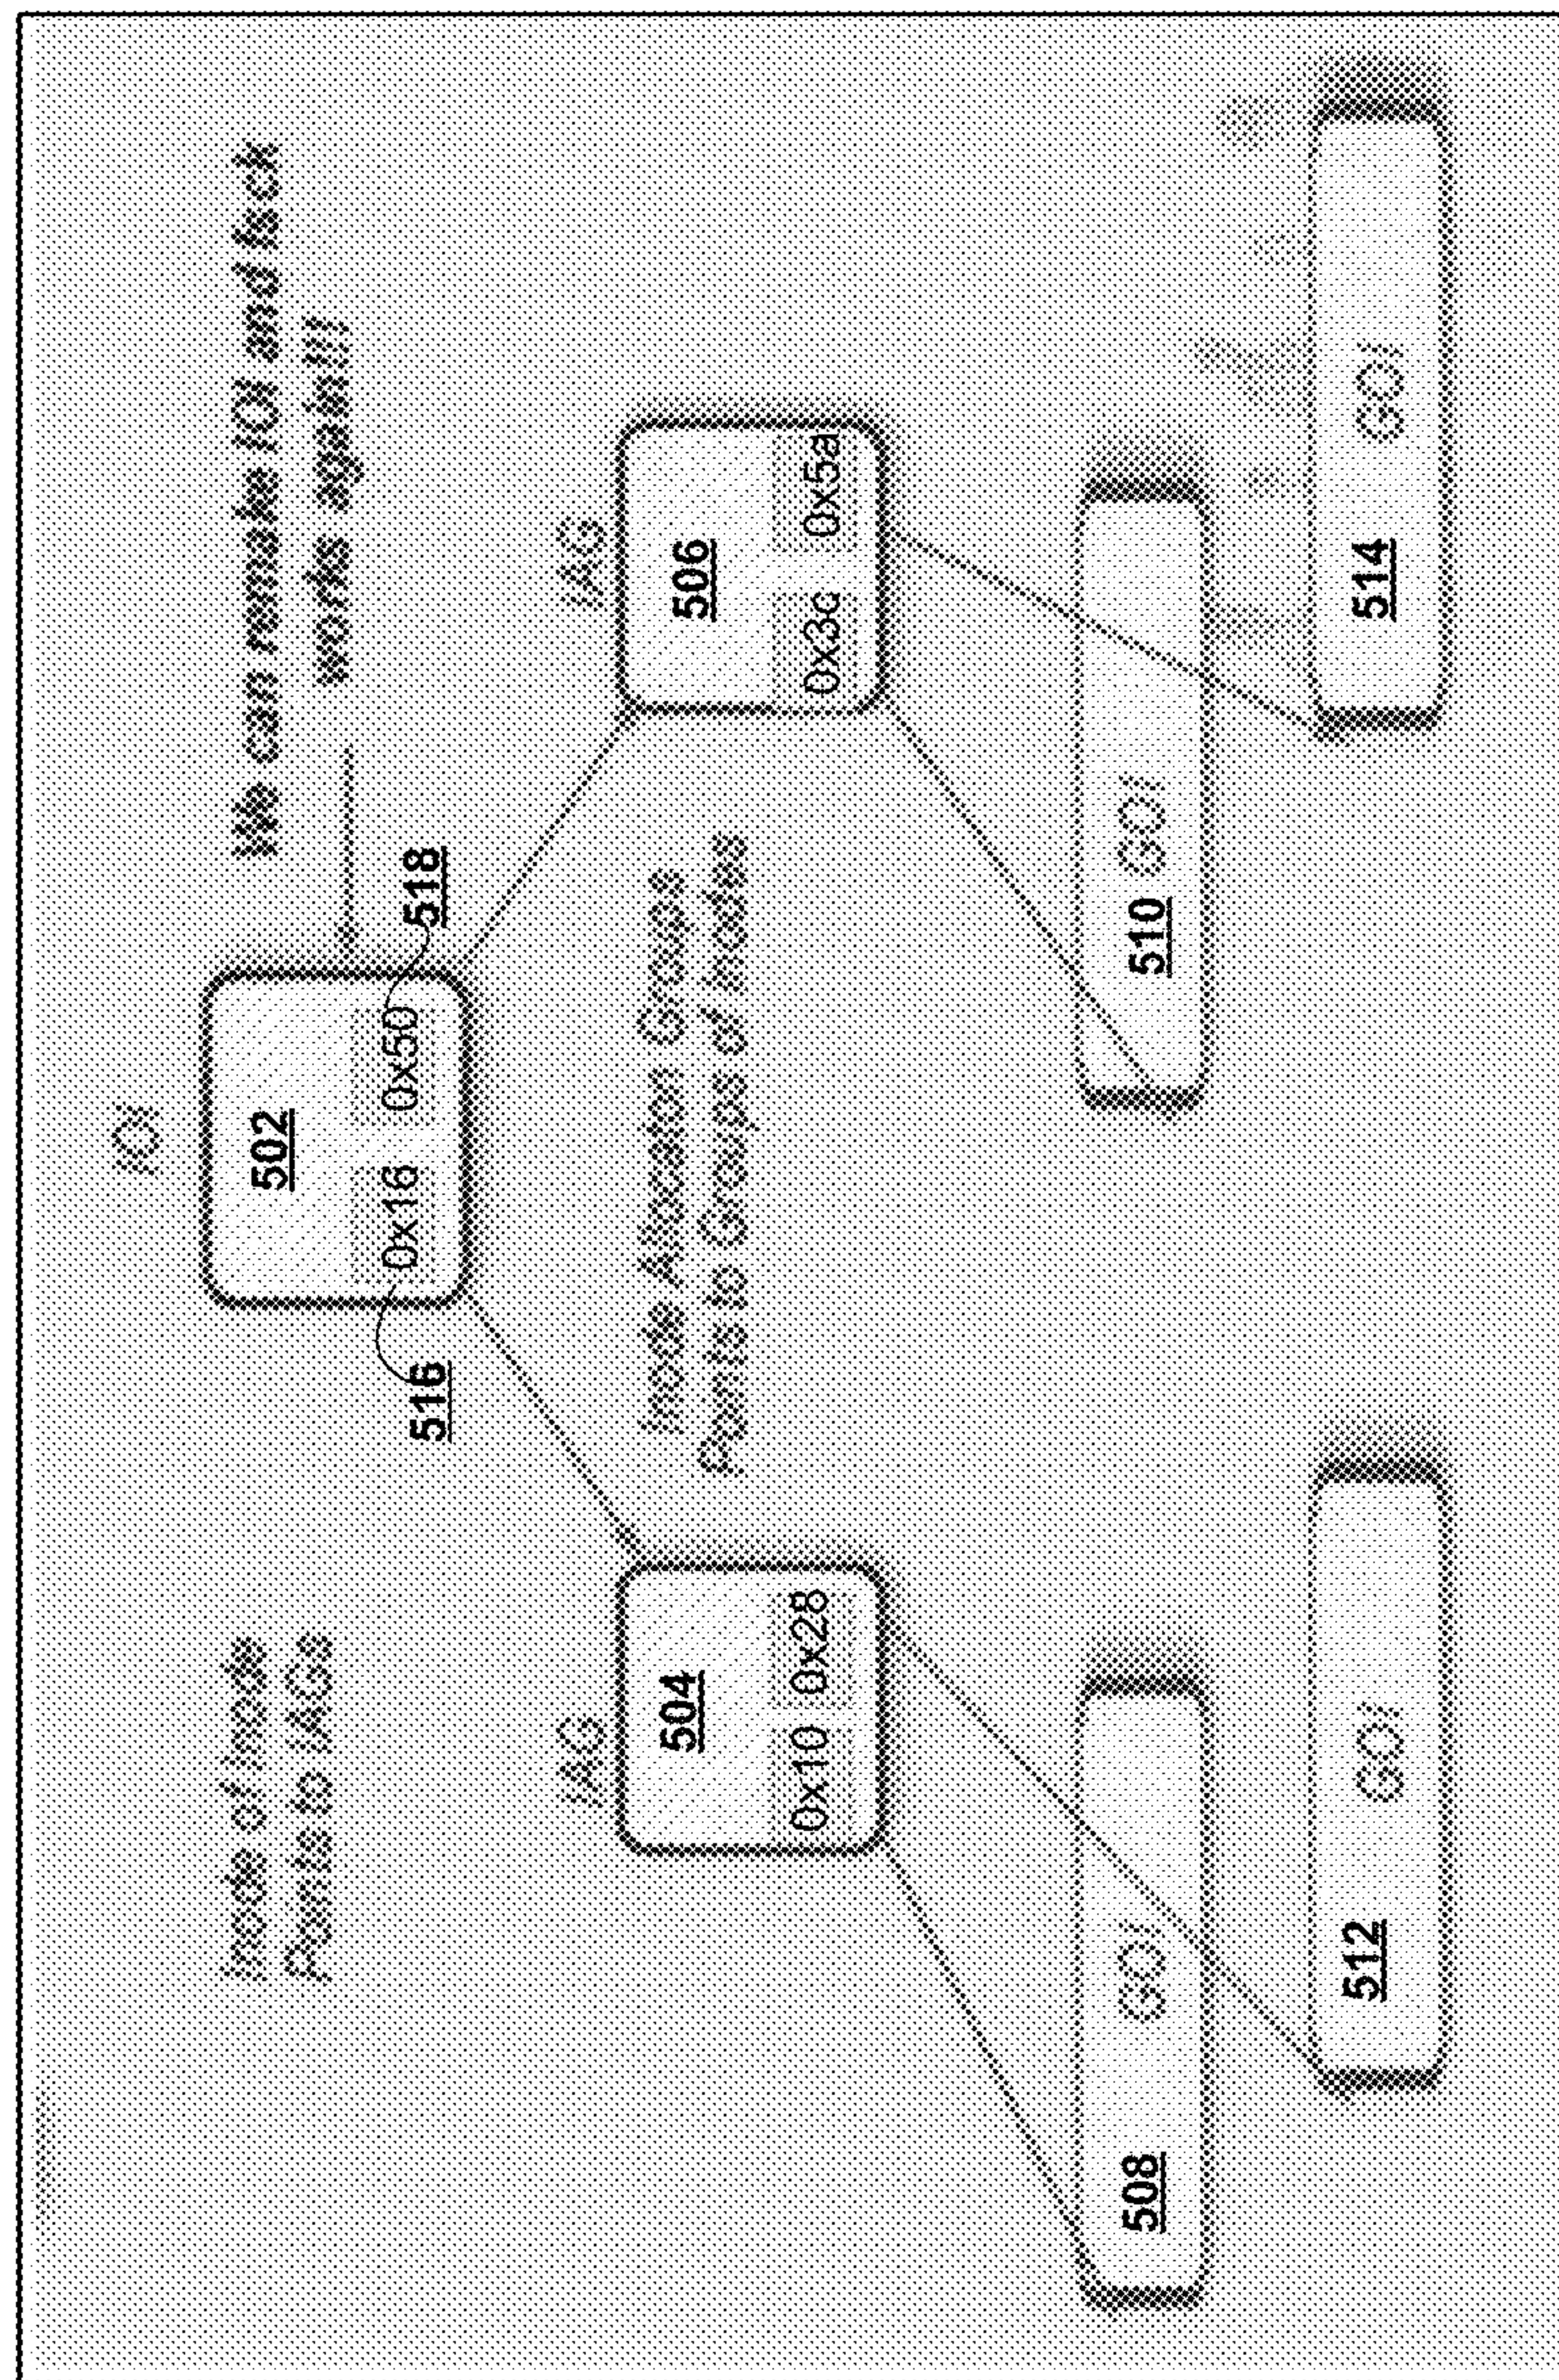 IOI
Inode of Inode
Points to IAGs
We can remake IOI and fsck
works again!!!
502
0x16 0x50
516
518
IAG
504
0x10 0x28
IAG
506
0x3c 0x5a
Inode Allocation Groups
Points to Groups of Inodes
508 GOI
510 GOI
512 GOI
514 GOI